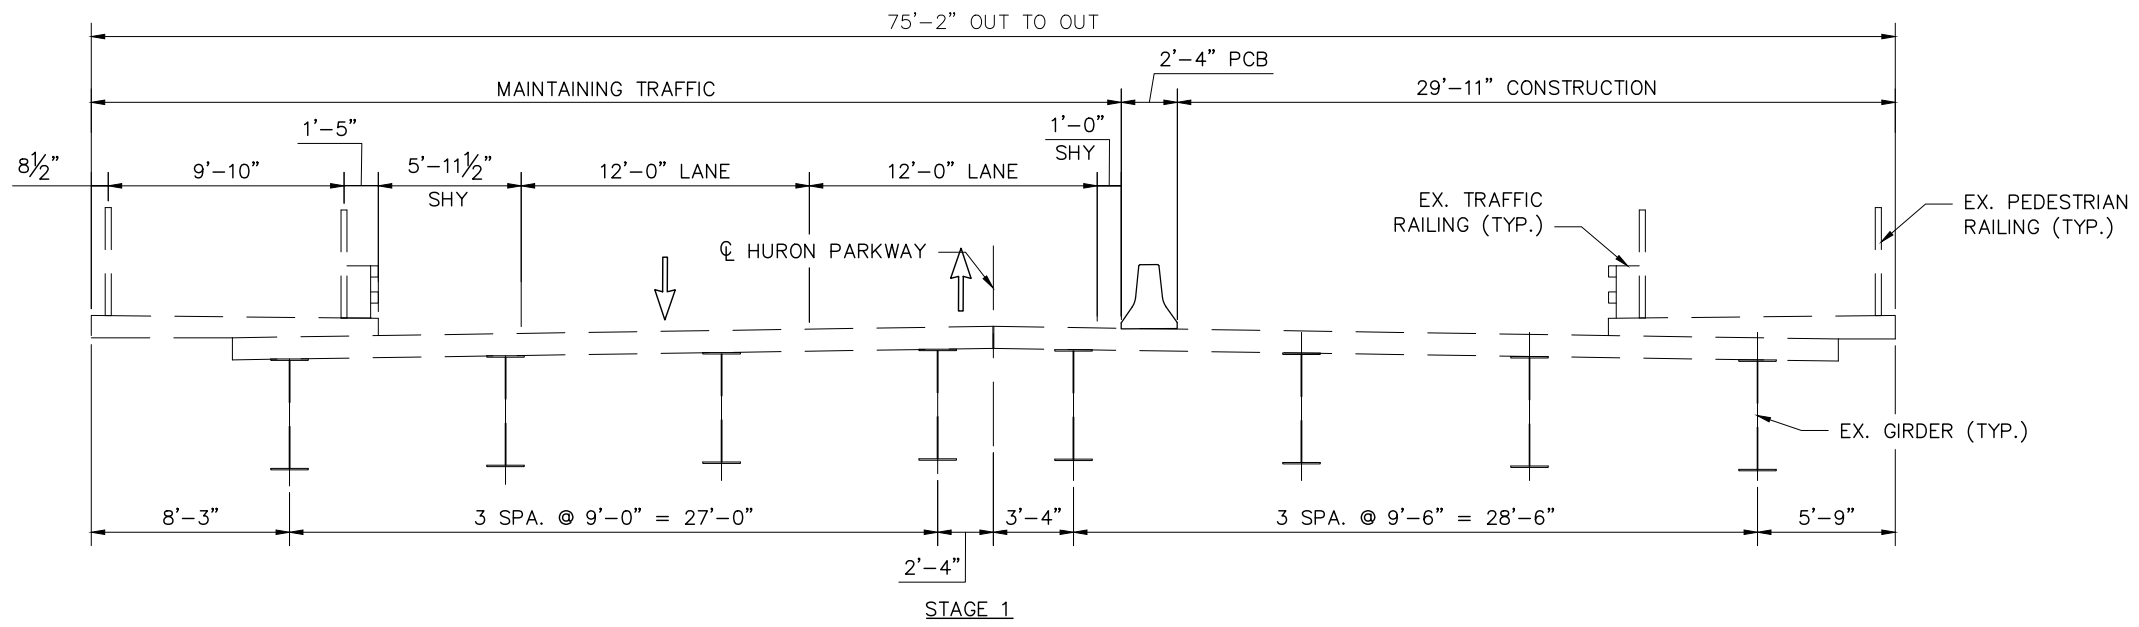 75'-2" OUT TO OUT
2'-4" PCB
MAINTAINING TRAFFIC
29'-11" CONSTRUCTION
1'-5"
1'-0"
SHY
8½"
9'-10"
5'-11½"
SHY
12'-0" LANE
12'-0" LANE
EX. TRAFFIC
RAILING (TYP.)
EX. PEDESTRIAN
RAILING (TYP.)
℄ HURON PARKWAY
EX. GIRDER (TYP.)
8'-3"
3 SPA. @ 9'-0" = 27'-0"
3'-4"
3 SPA. @ 9'-6" = 28'-6"
5'-9"
2'-4"
STAGE 1